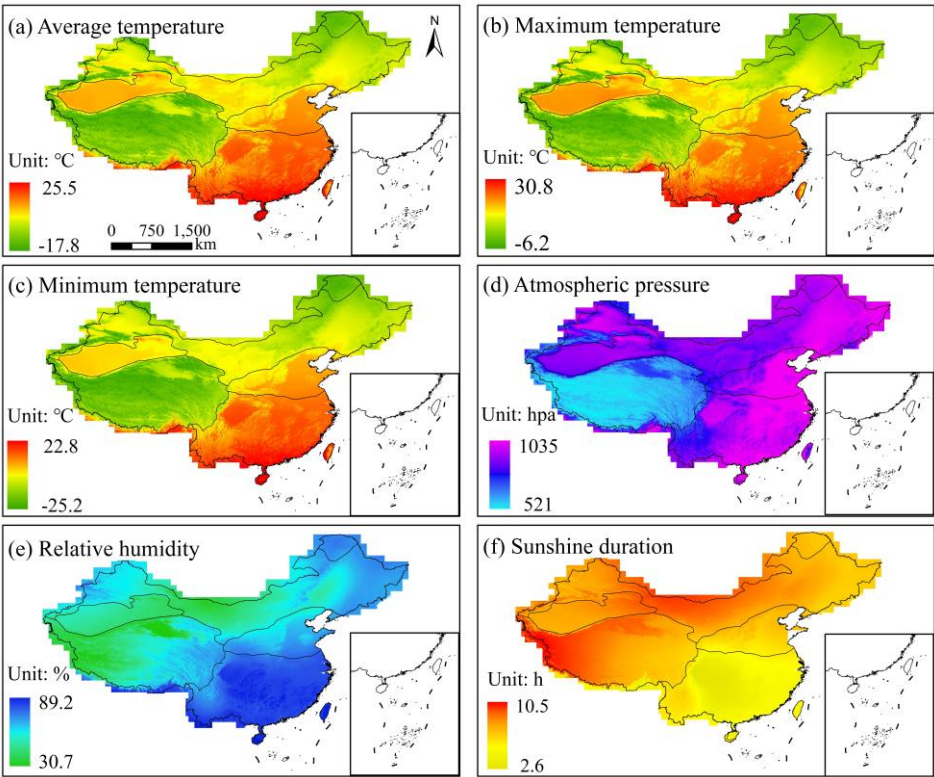 (a) Average temperature
N
Unit: °C
25.5
-17.8
0 750 1,500
km
(b) Maximum temperature
Unit: °C
30.8
-6.2
(c) Minimum temperature
Unit: °C
22.8
-25.2
(d) Atmospheric pressure
Unit: hpa
1035
521
(e) Relative humidity
Unit: %
89.2
30.7
(f) Sunshine duration
Unit: h
10.5
2.6